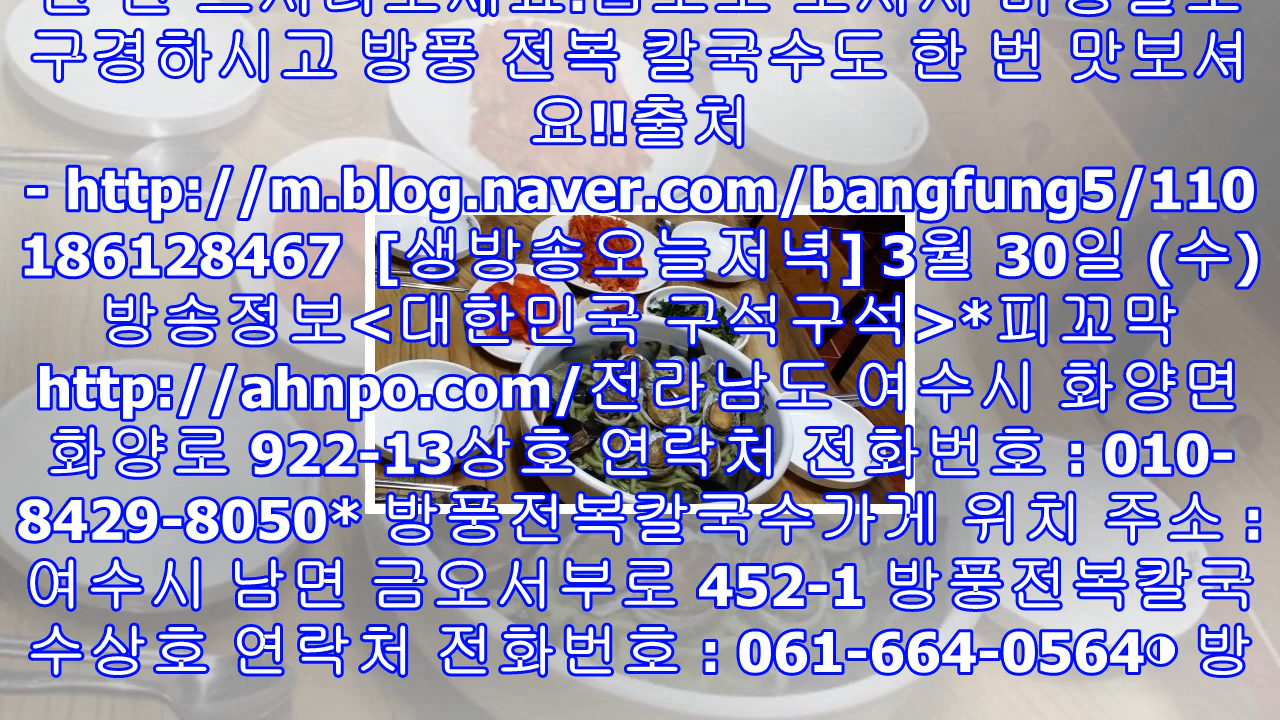 구경하시고 방풍 전복 칼국수도 한 번 맛보셔
요!!출처
- http://m.blog.naver.com/bangfung5/110
186128467 [생방송오늘저녁] 3월 30일 (수)
방송정보<대한민국 구석구석>*피꼬막
http://ahnpo.com/전라남도 여수시 화양면
화양로 922-13상호 연락처 전화번호 : 010-
8429-8050* 방풍전복칼국수가게 위치 주소 :
여수시 남면 금오서부로 452-1 방풍전복칼국
수상호 연락처 전화번호 : 061-664-0564◗ 방